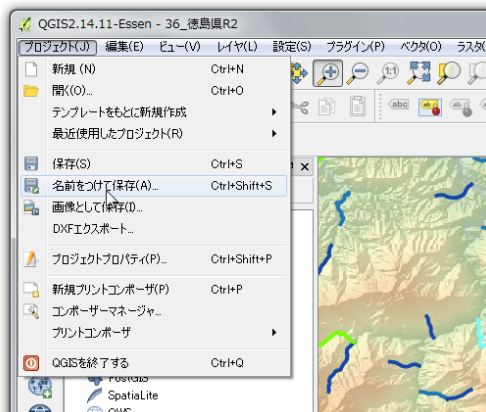 QGIS2.14.11-Essen - 36_徳島県R2
プロジェクト(J) 編集(E) ビュー(V) レイヤ(L) 設定(S) プラグイン(P) ベクタ(O) ラスタ(
新規 (N) Ctrl+N
開く(O)... Ctrl+O
テンプレートをもとに新規作成
最近使用したプロジェクト(R)
保存(S) Ctrl+S
名前をつけて保存(A)... Ctrl+Shift+S
画像として保存(I)...
DXFエクスポート...
プロジェクトプロパティ(P)... Ctrl+Shift+P
新規プリントコンポーザ(P) Ctrl+P
コンポーザーマネージャ...
プリントコンポーザ
QGISを終了する Ctrl+Q
PostGIS
SpatiaLite